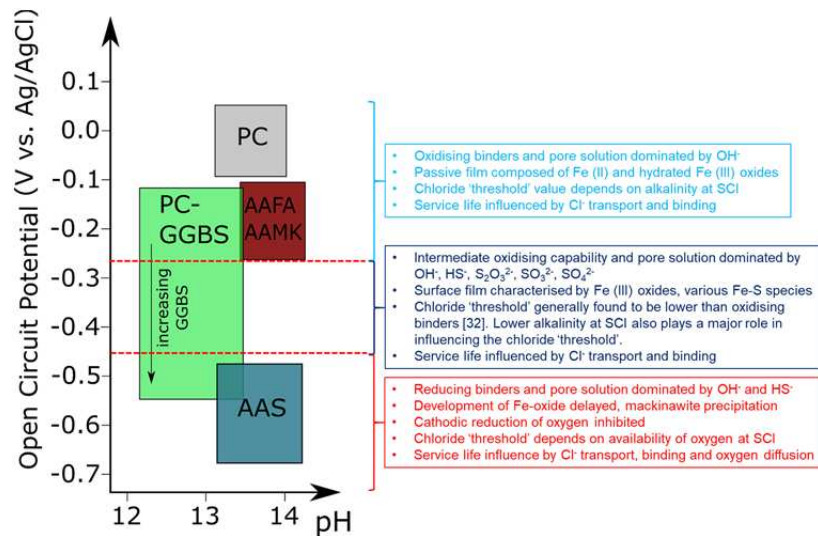 Open Circuit Potential (V vs. Ag/AgCl)
0.1
0.0
-0.1
-0.2
-0.3
-0.4
-0.5
-0.6
-0.7
12
13
14
pH
PC
PC-
GGBS
increasing
GGBS
AAFA
AAMK
AAS
• Oxidising binders and pore solution dominated by OH⁻
• Passive film composed of Fe (II) and hydrated Fe (III) oxides
• Chloride ‘threshold’ value depends on alkalinity at SCI
• Service life influenced by Cl⁻ transport and binding
• Intermediate oxidising capability and pore solution dominated by
OH⁻, HS⁻, S₂O₃²⁻, SO₃²⁻, SO₄²⁻
• Surface film characterised by Fe (III) oxides, various Fe-S species
• Chloride ‘threshold’ generally found to be lower than oxidising
binders [32]. Lower alkalinity at SCI also plays a major role in
influencing the chloride ‘threshold’.
• Service life influenced by Cl⁻ transport and binding
• Reducing binders and pore solution dominated by OH⁻ and HS⁻
• Development of Fe-oxide delayed, mackinawite precipitation
• Cathodic reduction of oxygen inhibited
• Chloride ‘threshold’ depends on availability of oxygen at SCI
• Service life influence by Cl⁻ transport, binding and oxygen diffusion